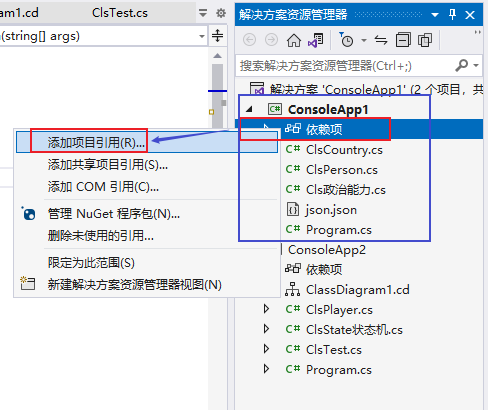 ram1.cd
ClsTest.cs
n(string[] args)
解决方案资源管理器
搜索解决方案资源管理器(Ctrl+;)
解决方案 'ConsoleApp1' (2 个项目，共
ConsoleApp1
依赖项
ClsCountry.cs
ClsPerson.cs
Cls政治能力.cs
json.json
Program.cs
ConsoleApp2
依赖项
ClassDiagram1.cd
ClsPlayer.cs
ClsState状态机.cs
ClsTest.cs
Program.cs
添加项目引用(R)...
添加共享项目引用(S)...
添加 COM 引用(C)...
管理 NuGet 程序包(N)...
删除未使用的引用...
限定为此范围(S)
新建解决方案资源管理器视图(N)